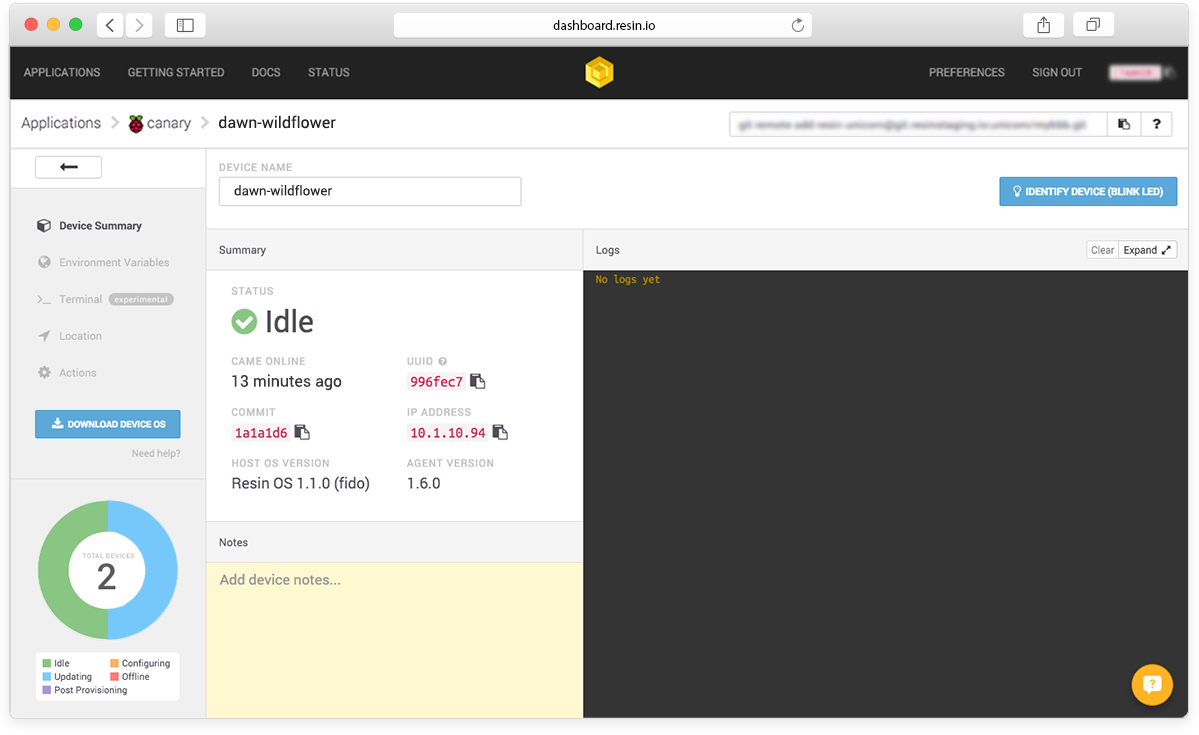 dashboard.resin.io
APPLICATIONS GETTING STARTED DOCS STATUS PREFERENCES SIGN OUT
Applications canary dawn-wildflower ?
DEVICE NAME
dawn-wildflower
IDENTIFY DEVICE (BLINK LED)
Device Summary
Environment Variables
>_ Terminal experimental
Location
Actions
DOWNLOAD DEVICE OS
Need help?
TOTAL DEVICES
2
Idle Configuring
Updating Offline
Post Provisioning
Summary
STATUS
Idle
CAME ONLINE UUID ?
13 minutes ago 996fec7
COMMIT IP ADDRESS
1a1a1d6 10.1.10.94
HOST OS VERSION AGENT VERSION
Resin OS 1.1.0 (fido) 1.6.0
Notes
Add device notes...
Logs Clear Expand
No logs yet
?